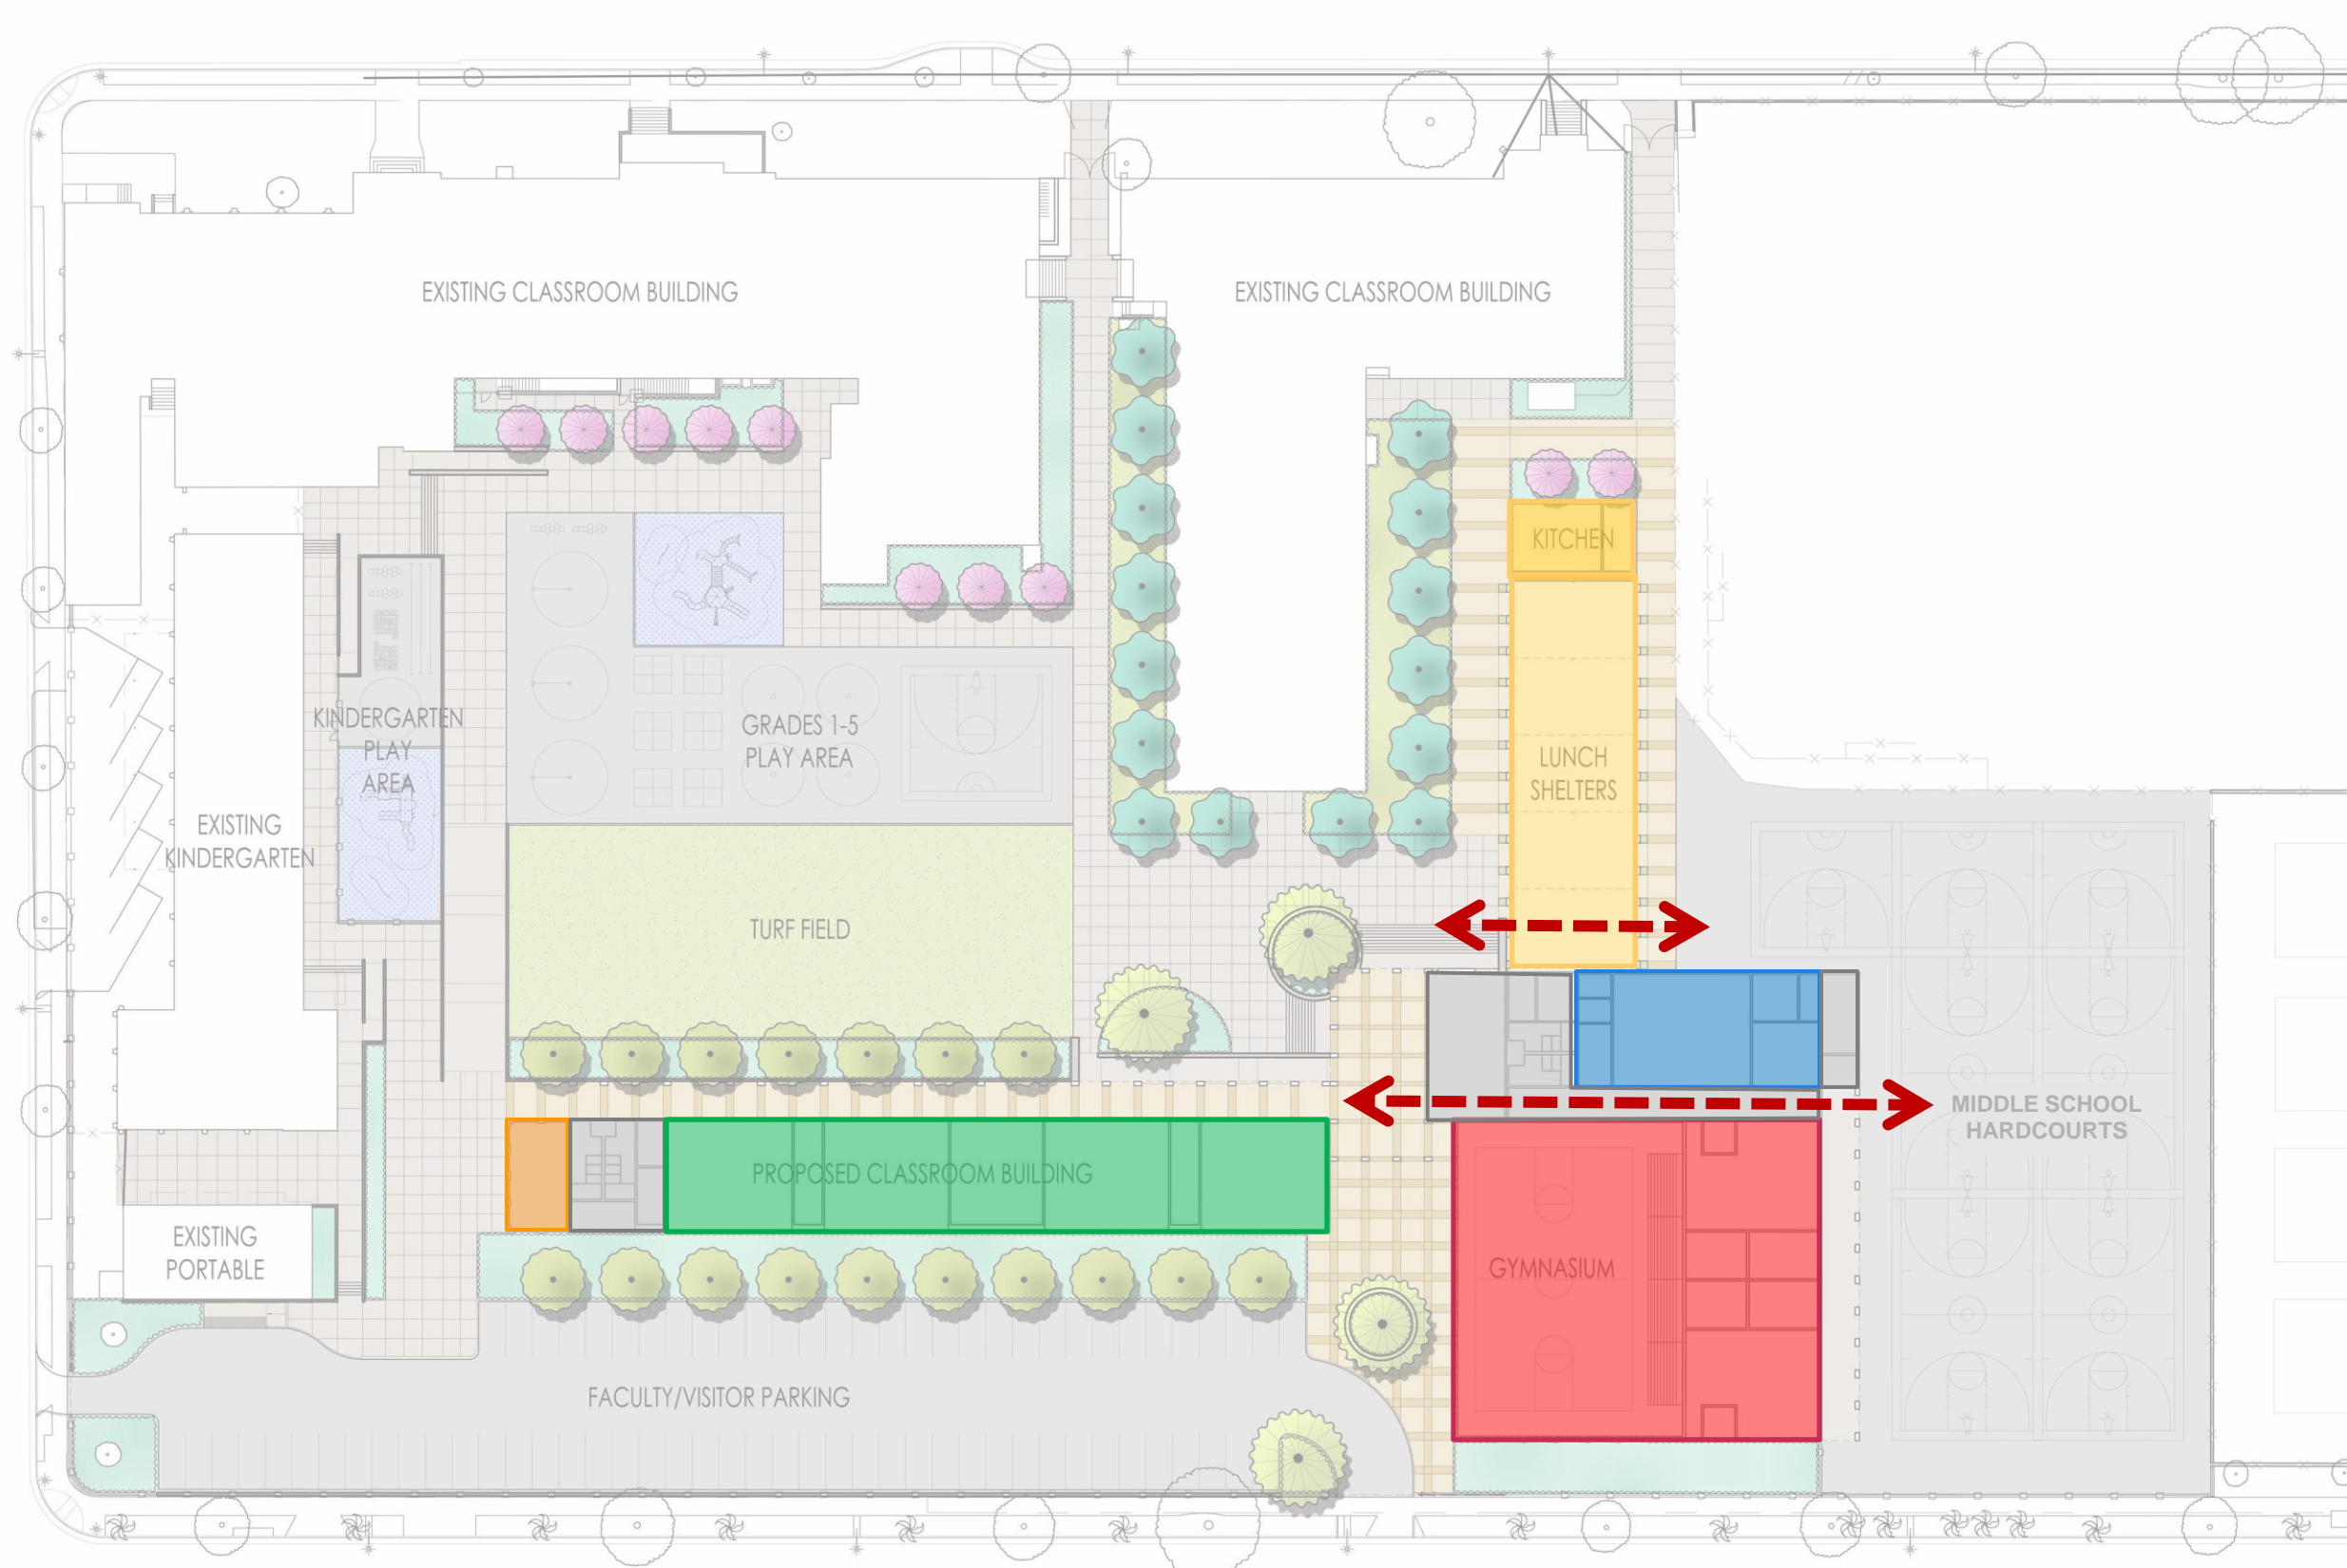 EXISTING CLASSROOM BUILDING
EXISTING CLASSROOM BUILDING
KITCHEN
KINDERGARTEN
PLAY
AREA
GRADES 1-5
PLAY AREA
LUNCH
SHELTERS
EXISTING
KINDERGARTEN
TURF FIELD
MIDDLE SCHOOL
HARDCOURTS
PROPOSED CLASSROOM BUILDING
EXISTING
PORTABLE
GYMNASIUM
FACULTY/VISITOR PARKING